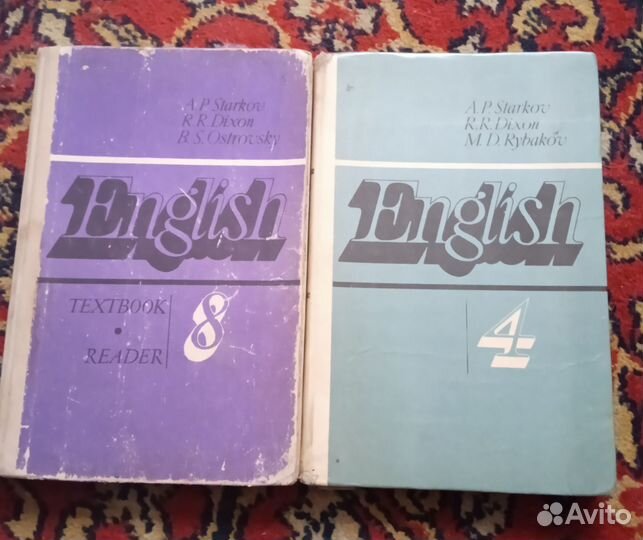 A.P. Starkov
R.R. Dixon
B.S. Ostrovsky
English
TEXTBOOK
•
READER
8
A.P. Starkov
R.R. Dixon
M.D. Rybakov
English
4
Avito